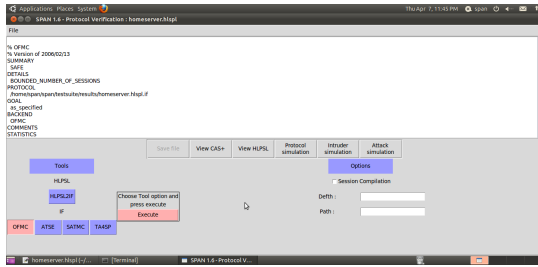 Applications Places System
Thu Apr 7, 11:45 PM span
SPAN 1.6 - Protocol Verification : homeserver.hlspl
File
% OFMC
% Version of 2006/02/13
SUMMARY
SAFE
DETAILS
BOUNDED_NUMBER_OF_SESSIONS
PROTOCOL
/home/span/span/testsuite/results/homeserver.hlspl.if
GOAL
as_specified
BACKEND
OFMC
COMMENTS
STATISTICS
Save file
View CAS+
View HLPSL
Protocol simulation
Intruder simulation
Attack simulation
Tools
Options
HLPSL
Session Compilation
HLPSL2IF
Choose Tool option and
press execute
Defth :
IF
Execute
Path :
OFMC
ATSE
SATMC
TA4SP
homeserver.hlspl (~/...
[Terminal]
SPAN 1.6 - Protocol V...